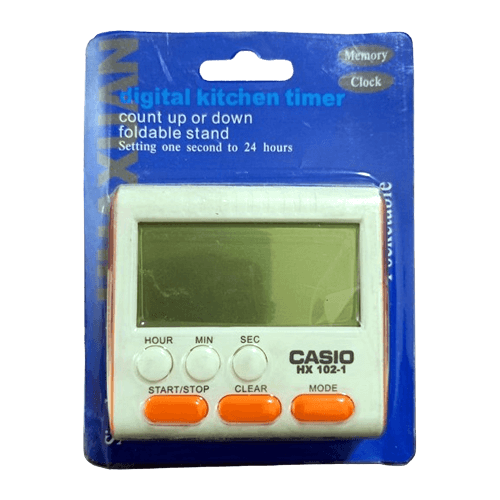 Memory
Clock
digital kitchen timer
count up or down
foldable stand
Setting one second to 24 hours
HOUR MIN SEC
CASIO
HX 102-1
START/STOP CLEAR MODE